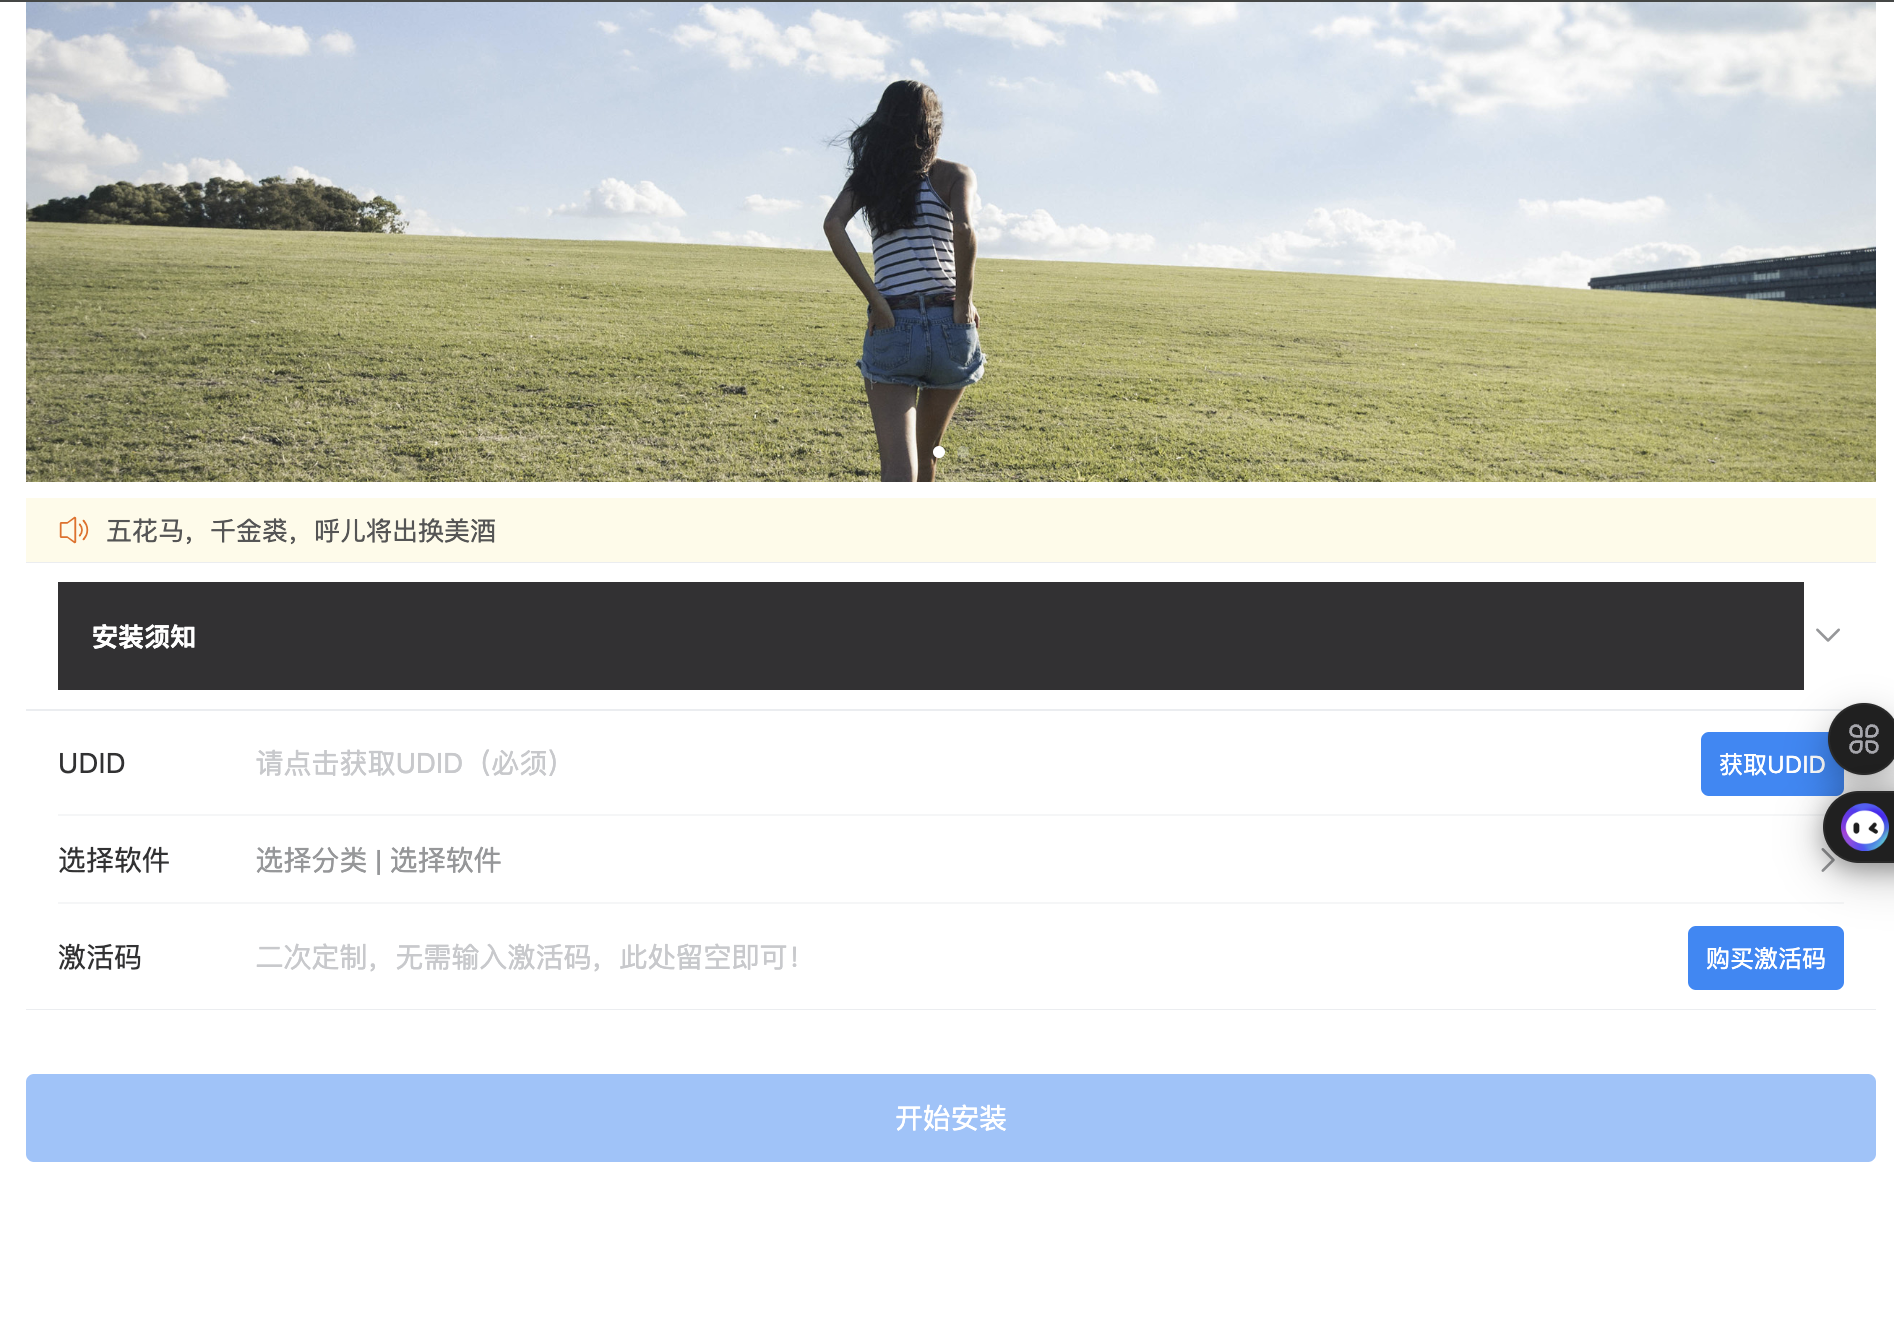 五花马，千金裘，呼儿将出换美酒
安装须知
UDID 请点击获取UDID（必须） 获取UDID
选择软件 选择分类 | 选择软件
激活码 二次定制，无需输入激活码，此处留空即可！ 购买激活码
开始安装